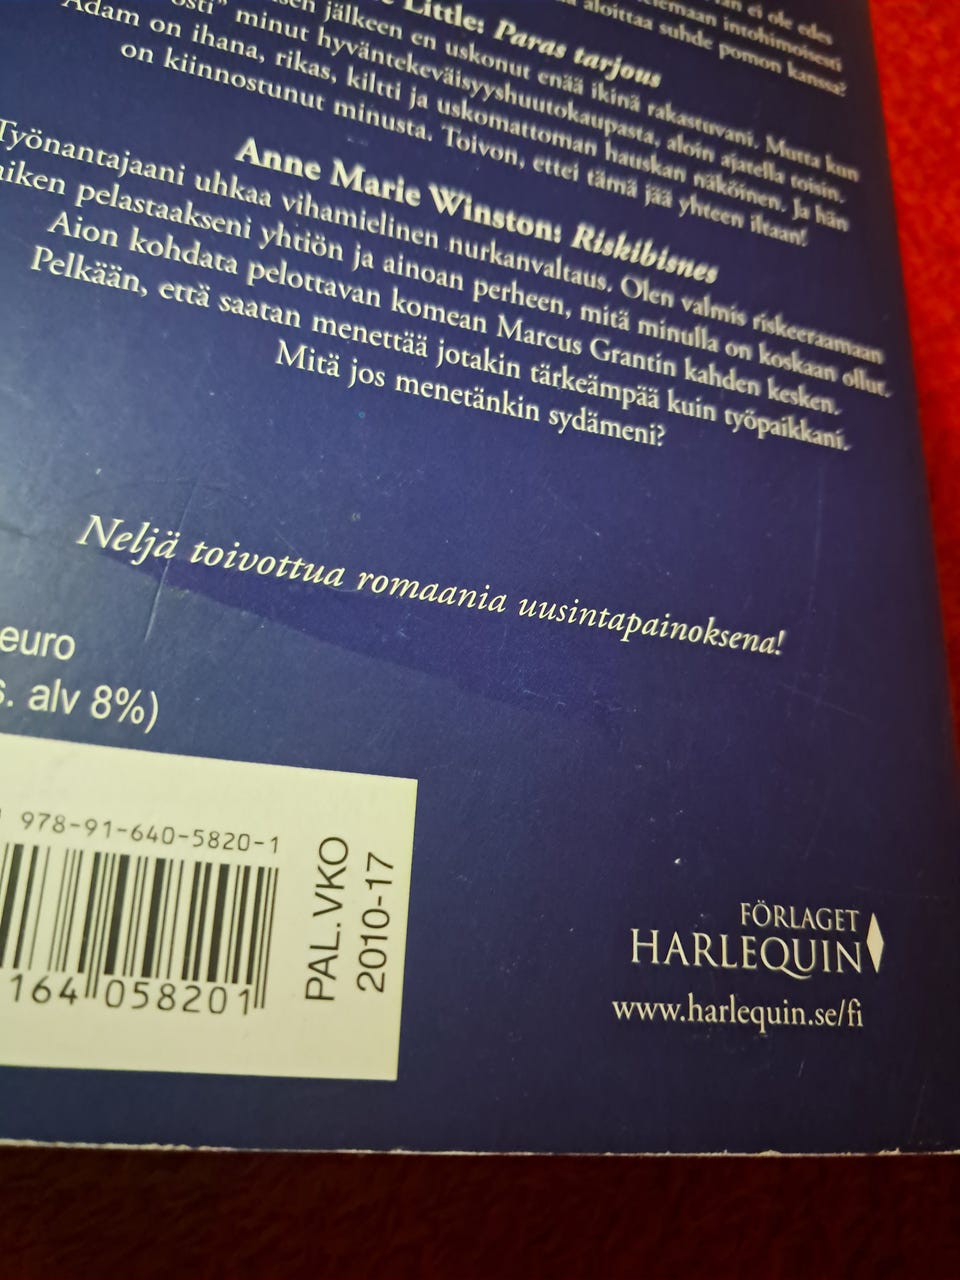 ei ole edes
intohimoisesti
aloittaa suhde pomon kanssa?
Little: Paras tarjous
jälkeen en uskonut enää ikinä rakastuvani. Mutta kun
minut hyväntekeväisyyshuutokaupasta, aloin ajatella toisin.
Adam on ihana, rikas, kiltti ja uskomattoman hauskan näköinen. Ja hän
on kiinnostunut minusta. Toivon, ettei tämä jää yhteen iltaan!
Anne Marie Winston: Riskibisnes
Työnantajaani uhkaa vihamielinen nurkanvaltaus. Olen valmis riskeeraamaan
pelastaakseni yhtiön ja ainoan perheen, mitä minulla on koskaan ollut.
Aion kohdata pelottavan komean Marcus Grantin kahden kesken.
Pelkään, että saatan menettää jotakin tärkeämpää kuin työpaikkani.
Mitä jos menetänkin sydämeni?
Neljä toivottua romaania uusintapainoksena!
euro
s. alv 8%)
978-91-640-5820-1
164 058201
PAL.VKO
2010-17
FÖRLAGET
HARLEQUIN
www.harlequin.se/fi